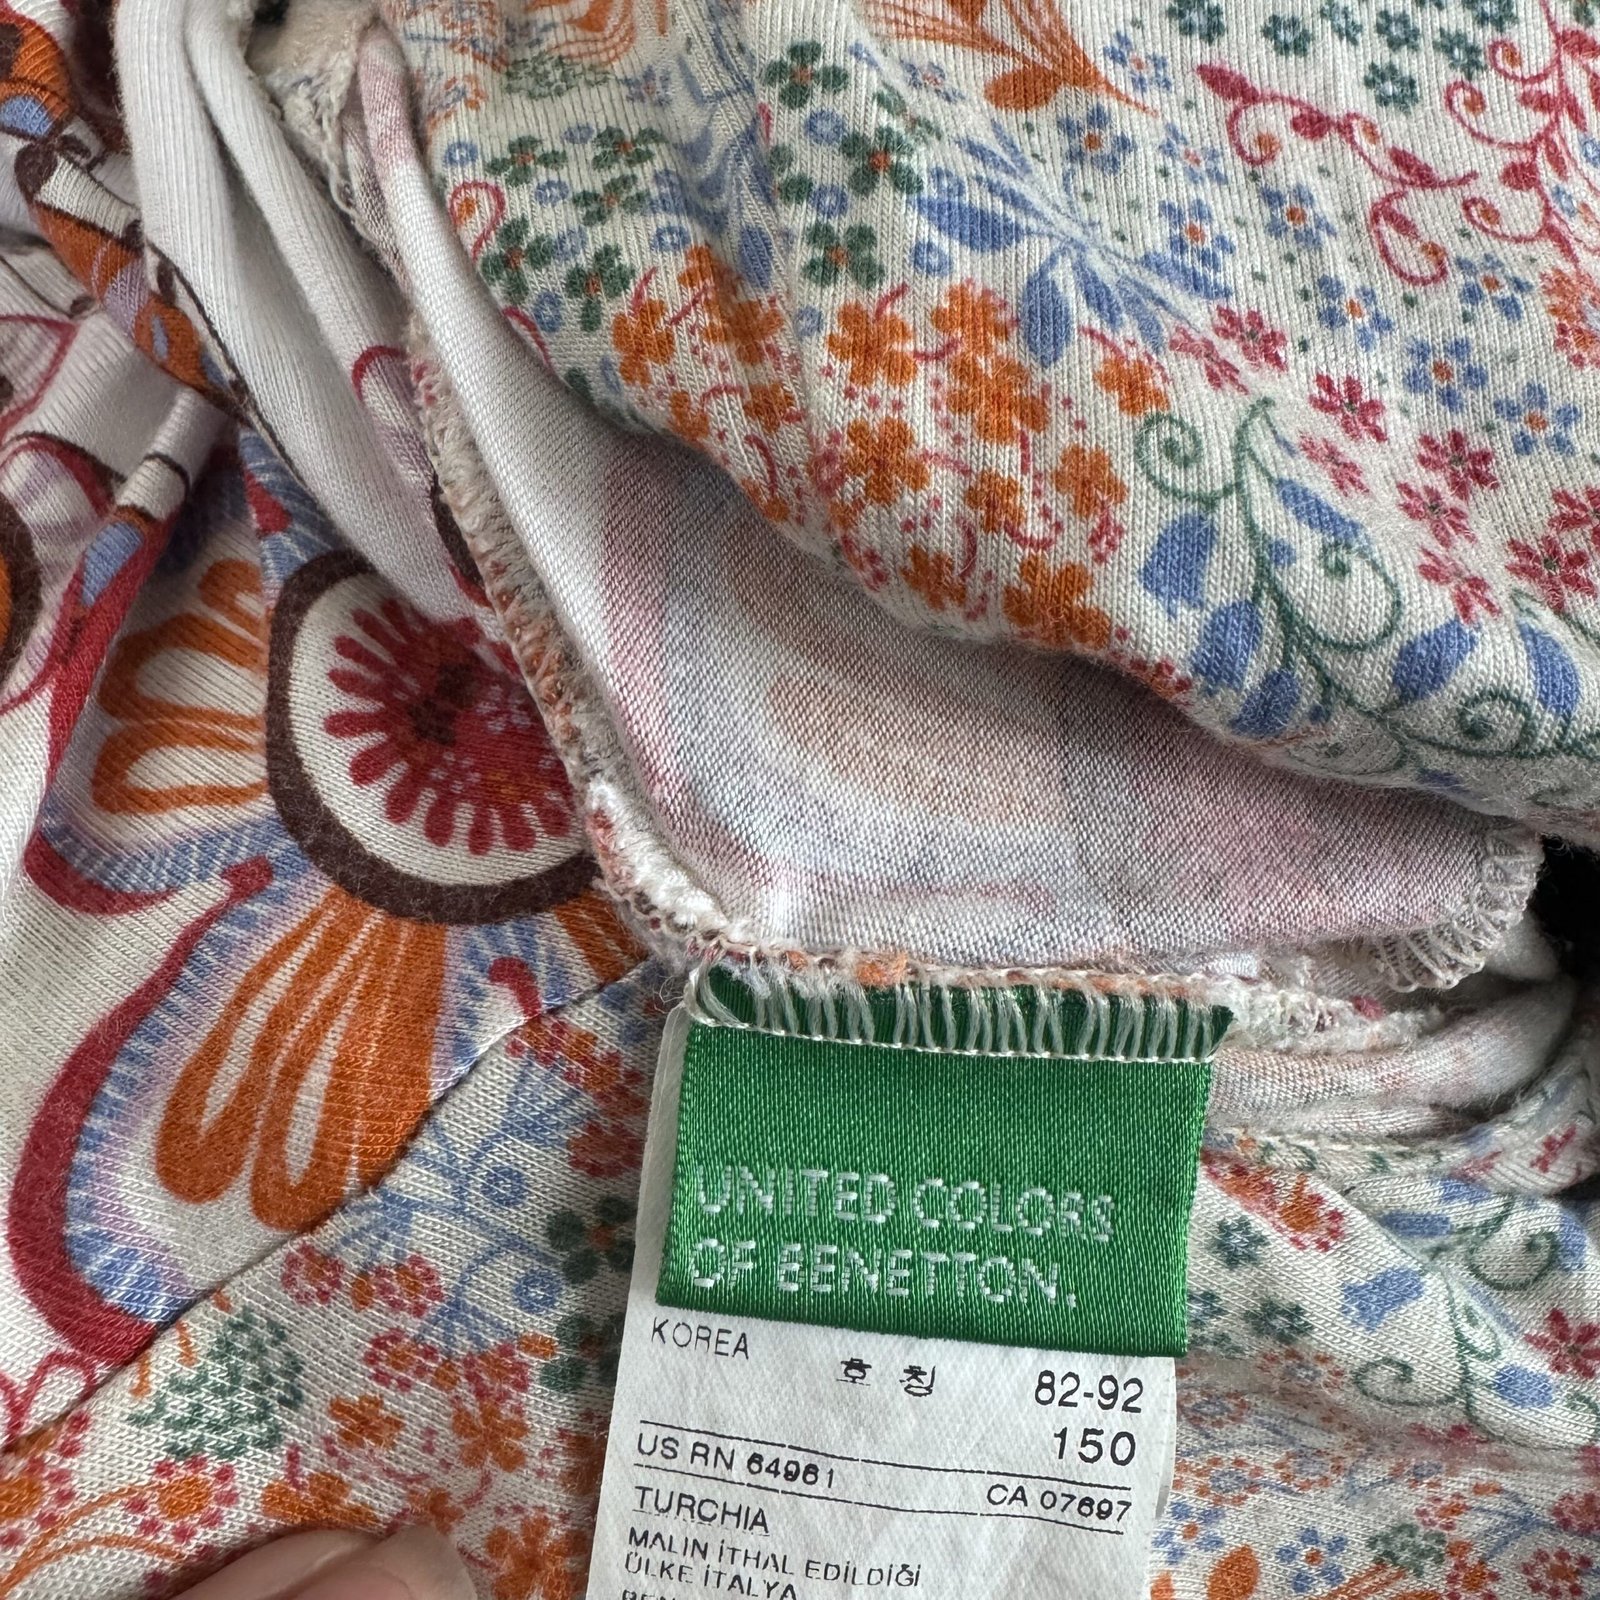 UNITED COLORS
OF BENETTON.
KOREA
호 칭 82-92
150
US RN 64961 CA 07697
TURCHIA
MALIN İTHAL EDİLDİĞİ
ÜLKE İTALYA